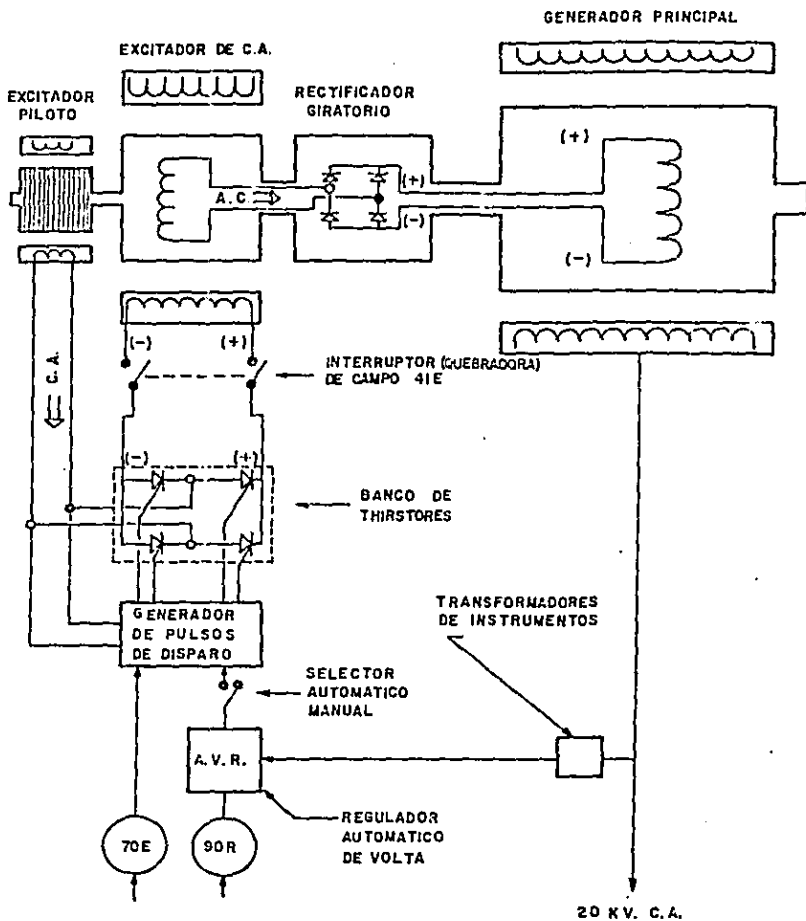 GENERADOR PRINCIPAL
EXCITADOR DE C.A.
EXCITADOR
PILOTO
RECTIFICADOR
GIRATORIO
(+)
(+)
A.C.
(-)
(-)
C.A.
(-) (+)
INTERRUPTOR (QUEBRADORA)
DE CAMPO 41E
(-) (+)
BANCO DE
THIRSTORES
GENERADOR
DE PULSOS
DE DISPARO
TRANSFORMADORES
DE INSTRUMENTOS
SELECTOR
AUTOMATICO
MANUAL
A.V.R.
REGULADOR
AUTOMATICO
DE VOLTA
70E
90R
20 KV. C.A.